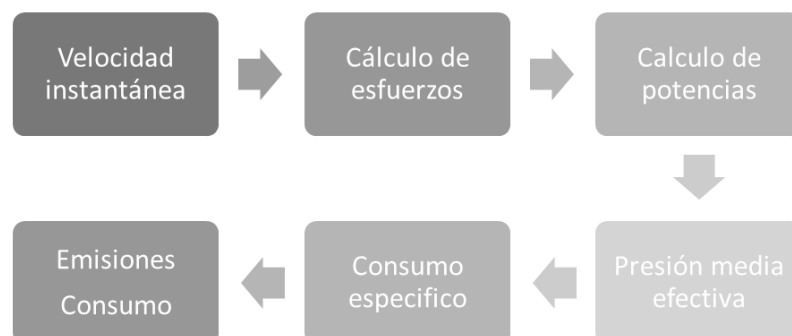 Velocidad
instantánea
Cálculo de
esfuerzos
Calculo de
potencias
Presión media
efectiva
Consumo
especifico
Emisiones
Consumo